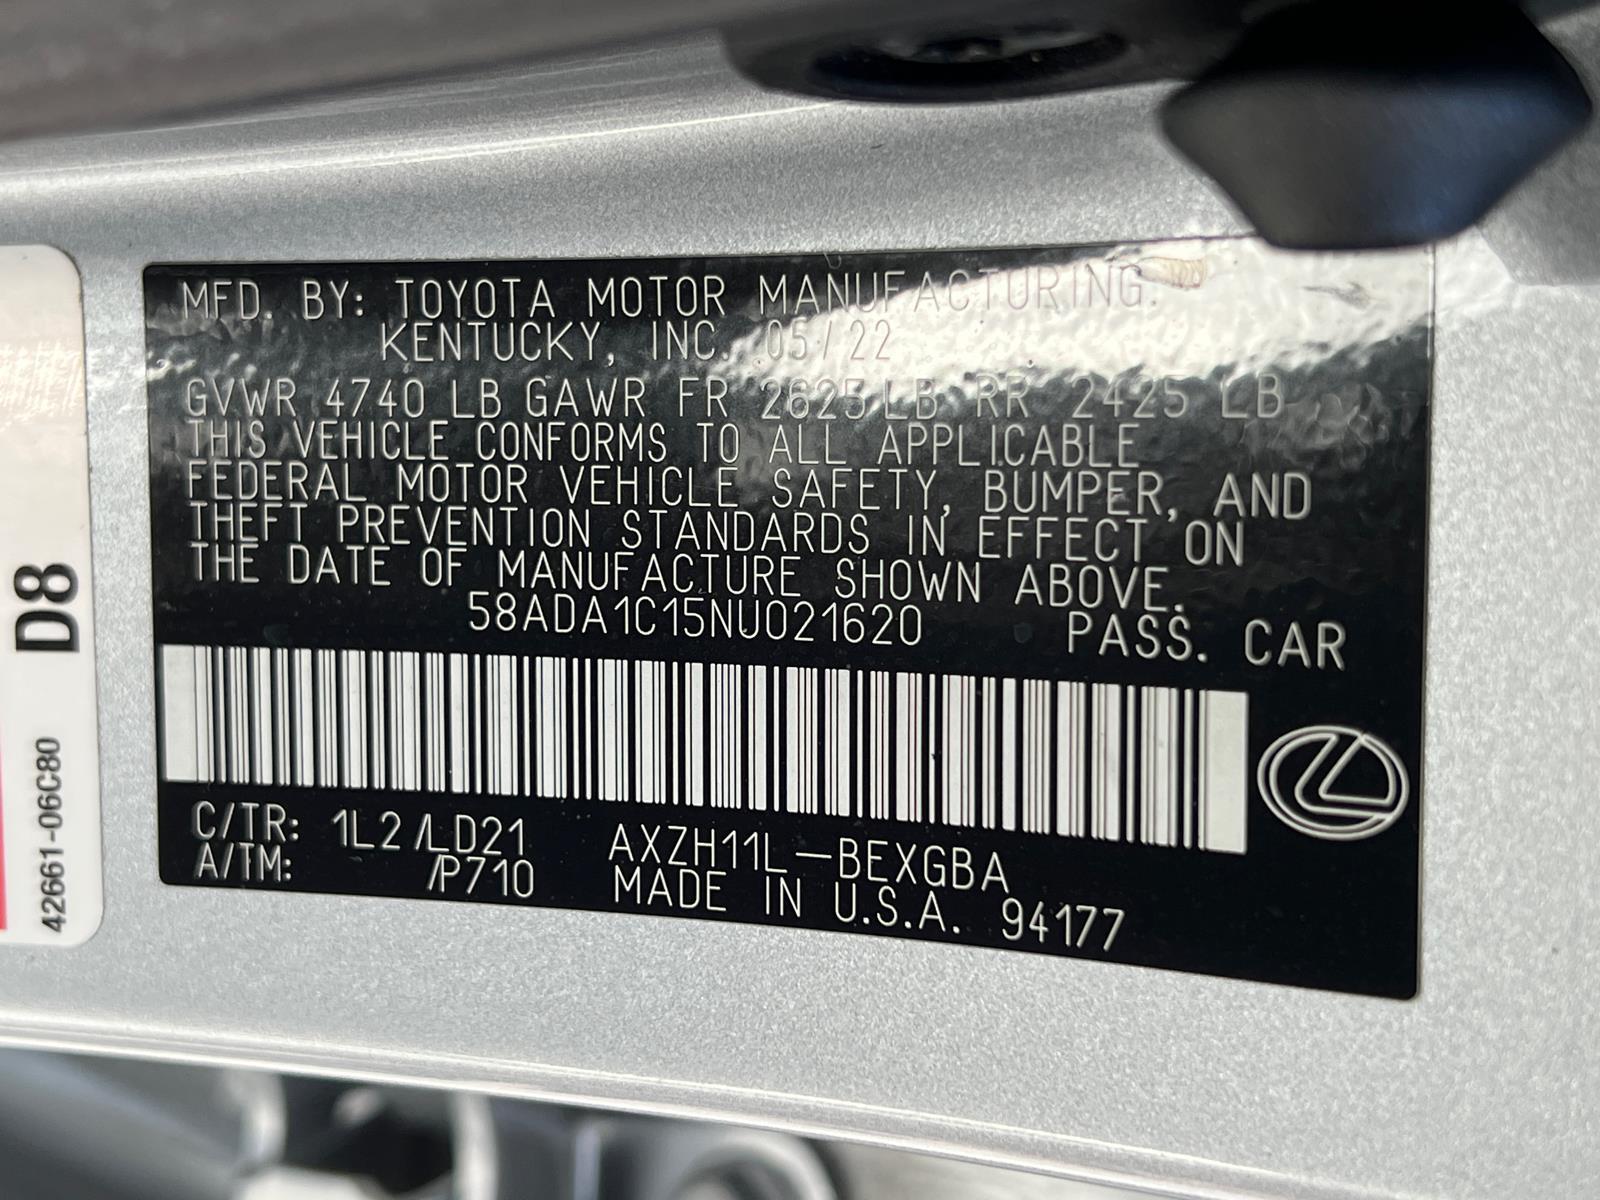 MFD. BY: TOYOTA MOTOR MANUFACTURING.
KENTUCKY, INC. 05/22
GVWR 4740 LB GAWR FR 2625 LB RR 2425 LB
THIS VEHICLE CONFORMS TO ALL APPLICABLE
FEDERAL MOTOR VEHICLE SAFETY, BUMPER, AND
THEFT PREVENTION STANDARDS IN EFFECT ON
THE DATE OF MANUFACTURE SHOWN ABOVE.
58ADA1C15NU021620 PASS. CAR
C/TR: 1L2 /LD21 AXZH11L-BEXGBA
A/TM: /P710 MADE IN U.S.A. 94177
D8
42661-06C80